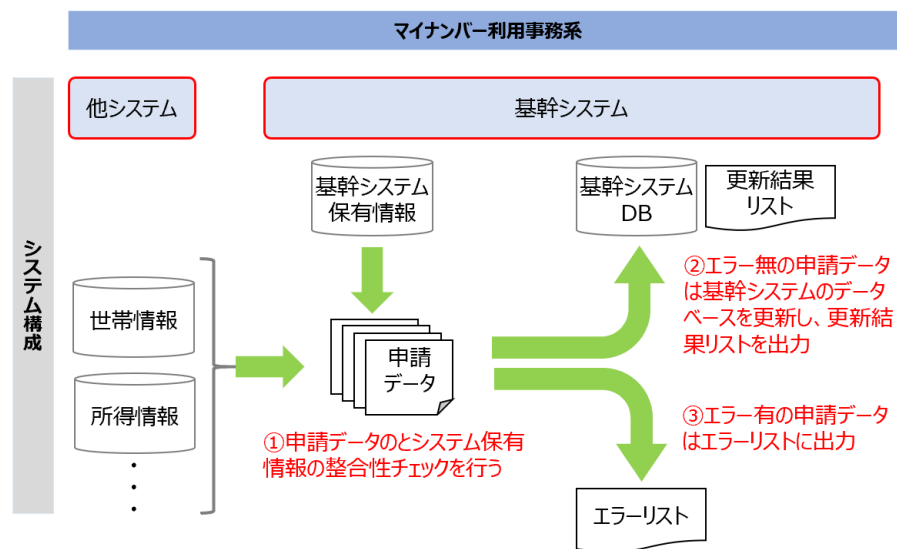 マイナンバー利用事務系
システム構成
他システム
基幹システム
基幹システム
保有情報
基幹システム
DB
更新結果
リスト
世帯情報
所得情報
・
・
・
申請
データ
①申請データのとシステム保有
情報の整合性チェックを行う
②エラー無の申請データ
は基幹システムのデータ
ベースを更新し、更新結
果リストを出力
③エラー有の申請データ
はエラーリストに出力
エラーリスト